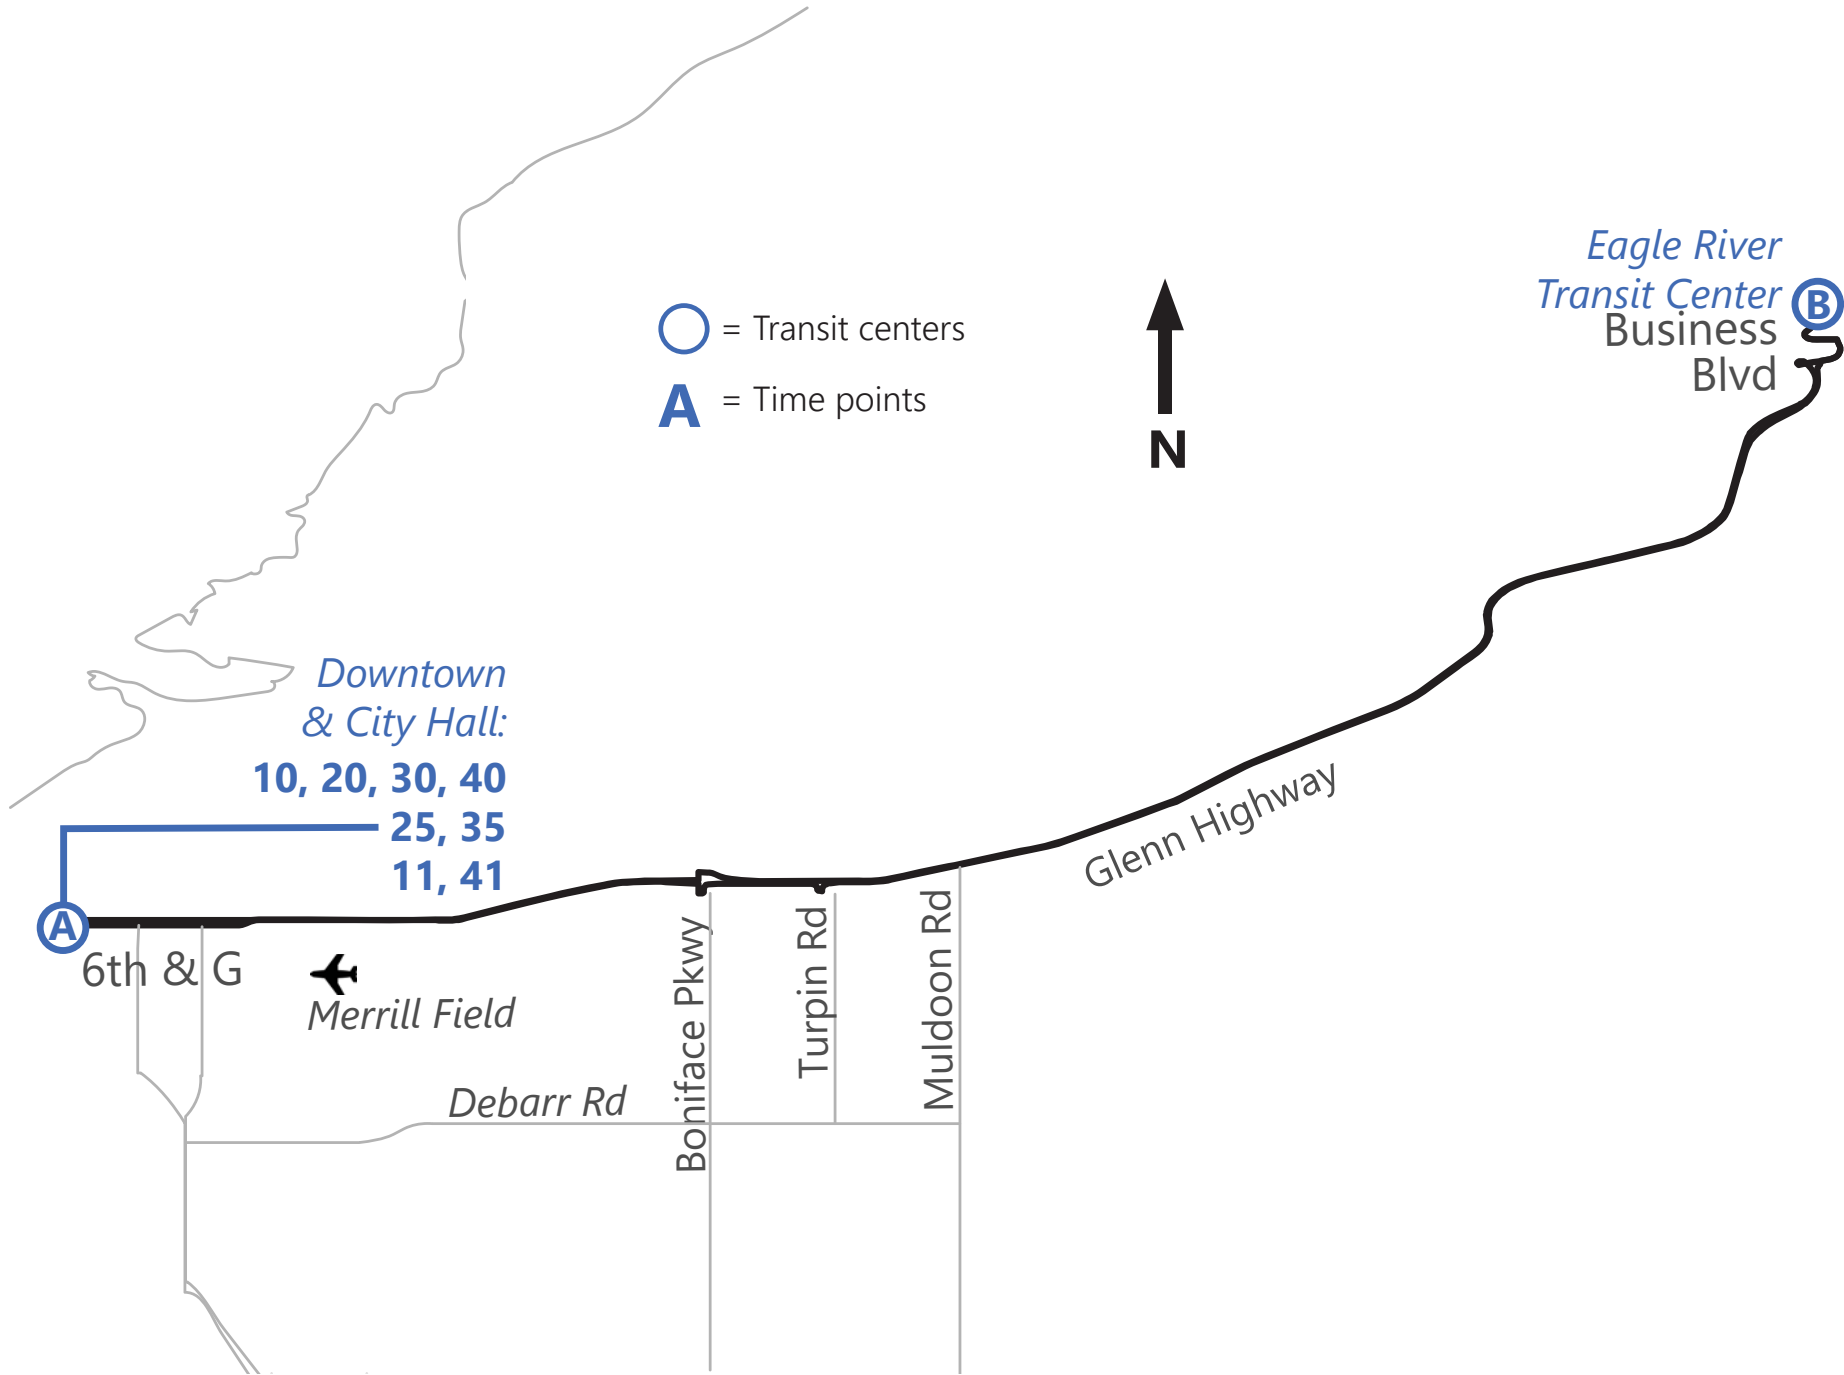 Eagle River
Transit Center
B
Business
Blvd
= Transit centers
A = Time points
N
Downtown
& City Hall:
10, 20, 30, 40
25, 35
11, 41
A
6th & G
Merrill Field
Glenn Highway
Boniface Pkwy
Turpin Rd
Muldoon Rd
Debarr Rd